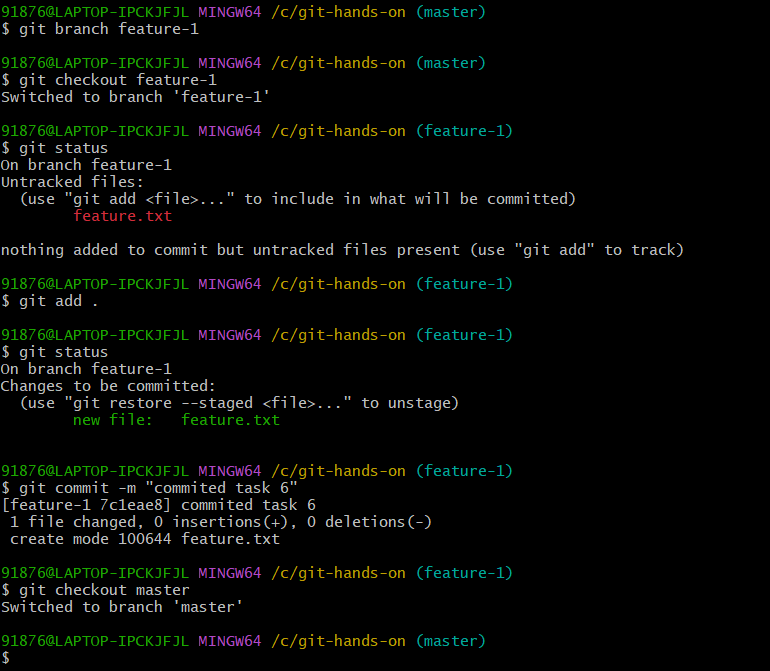 91876@LAPTOP-IPCKJFJL MINGW64 /c/git-hands-on (master)
$ git branch feature-1
91876@LAPTOP-IPCKJFJL MINGW64 /c/git-hands-on (master)
$ git checkout feature-1
Switched to branch 'feature-1'
91876@LAPTOP-IPCKJFJL MINGW64 /c/git-hands-on (feature-1)
$ git status
On branch feature-1
Untracked files:
  (use "git add <file>..." to include in what will be committed)
        feature.txt
nothing added to commit but untracked files present (use "git add" to track)
91876@LAPTOP-IPCKJFJL MINGW64 /c/git-hands-on (feature-1)
$ git add .
91876@LAPTOP-IPCKJFJL MINGW64 /c/git-hands-on (feature-1)
$ git status
On branch feature-1
Changes to be committed:
  (use "git restore --staged <file>..." to unstage)
        new file:   feature.txt
91876@LAPTOP-IPCKJFJL MINGW64 /c/git-hands-on (feature-1)
$ git commit -m "commited task 6"
[feature-1 7c1eae8] commited task 6
 1 file changed, 0 insertions(+), 0 deletions(-)
 create mode 100644 feature.txt
91876@LAPTOP-IPCKJFJL MINGW64 /c/git-hands-on (feature-1)
$ git checkout master
Switched to branch 'master'
91876@LAPTOP-IPCKJFJL MINGW64 /c/git-hands-on (master)
$